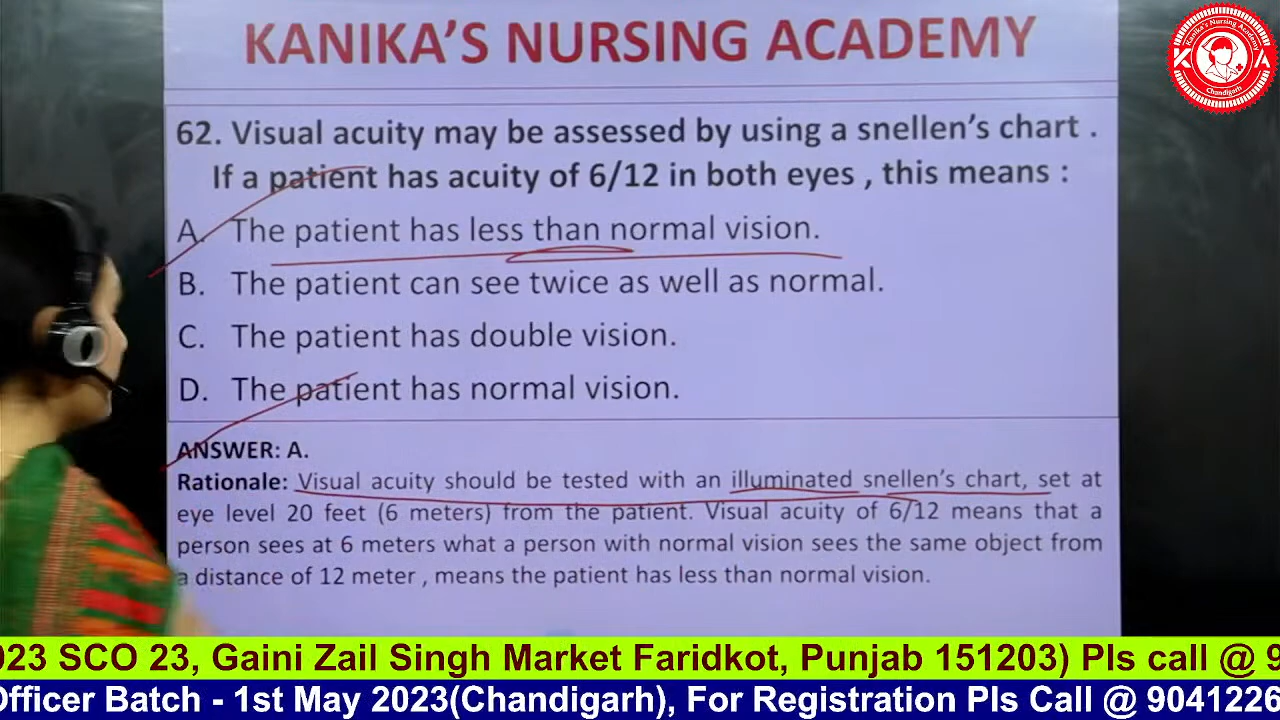 KANIKA'S NURSING ACADEMY
Kanika's Nursing Academy
K A
Chandigarh
62. Visual acuity may be assessed by using a snellen's chart .
If a patient has acuity of 6/12 in both eyes , this means :
A. The patient has less than normal vision.
B. The patient can see twice as well as normal.
C. The patient has double vision.
D. The patient has normal vision.
ANSWER: A.
Rationale: Visual acuity should be tested with an illuminated snellen's chart, set at
eye level 20 feet (6 meters) from the patient. Visual acuity of 6/12 means that a
person sees at 6 meters what a person with normal vision sees the same object from
a distance of 12 meter , means the patient has less than normal vision.
023 SCO 23, Gaini Zail Singh Market Faridkot, Punjab 151203) Pls call @ 9
Officer Batch - 1st May 2023(Chandigarh), For Registration Pls Call @ 9041226